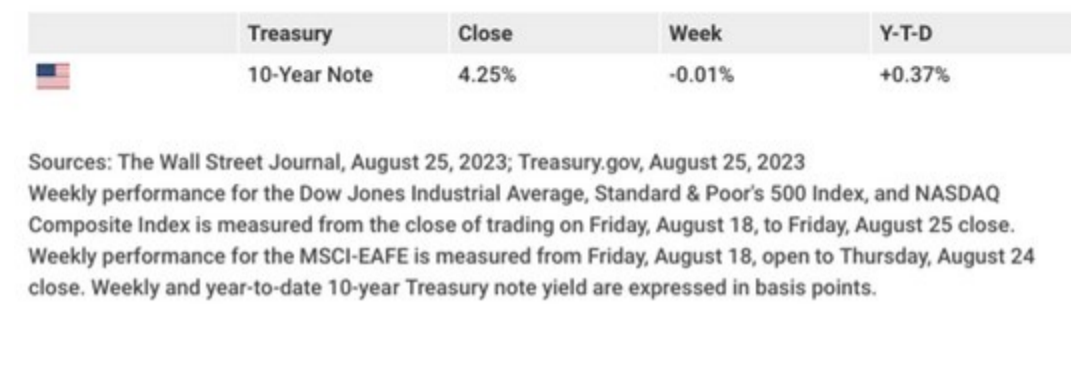 Treasury Close Week Y-T-D
10-Year Note 4.25% -0.01% +0.37%
Sources: The Wall Street Journal, August 25, 2023; Treasury.gov, August 25, 2023
Weekly performance for the Dow Jones Industrial Average, Standard & Poor's 500 Index, and NASDAQ
Composite Index is measured from the close of trading on Friday, August 18, to Friday, August 25 close.
Weekly performance for the MSCI-EAFE is measured from Friday, August 18, open to Thursday, August 24
close. Weekly and year-to-date 10-year Treasury note yield are expressed in basis points.